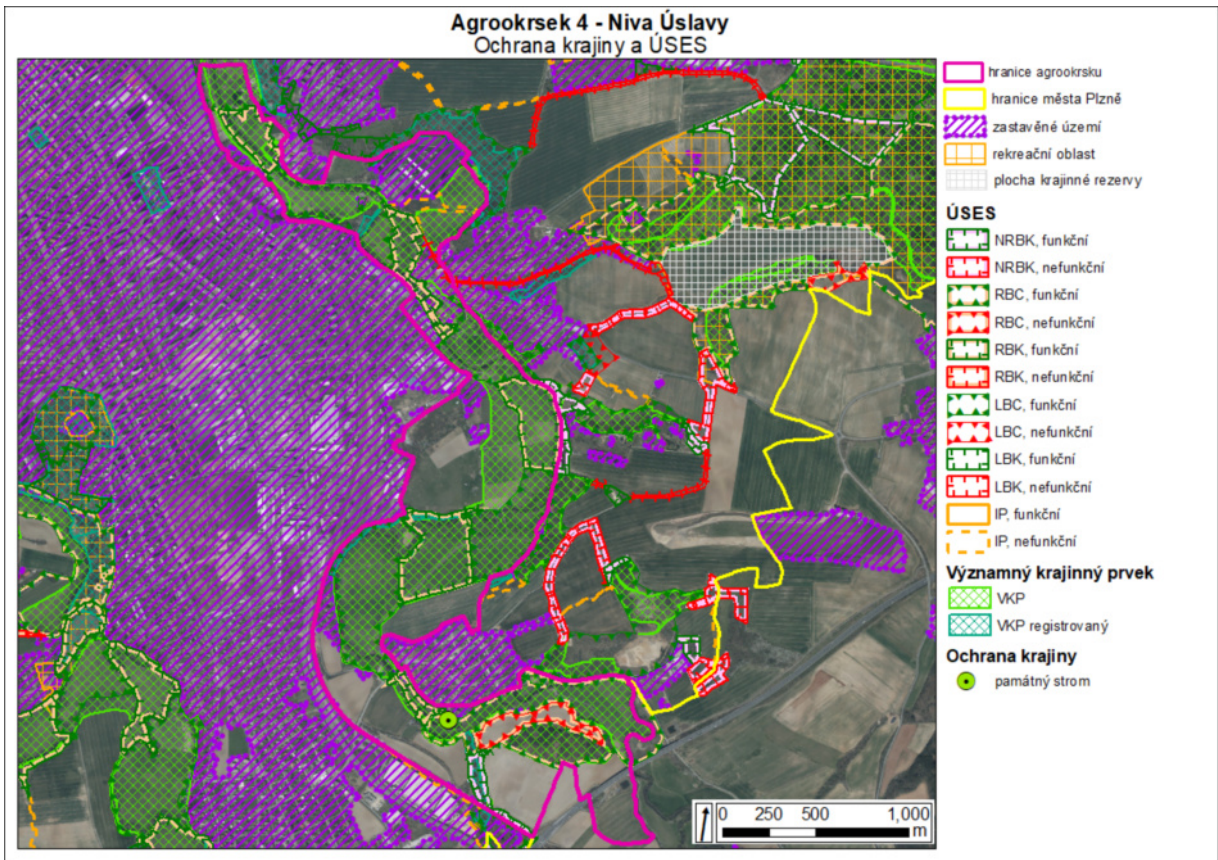 Agrookrsek 4 - Niva Úslavy
Ochrana krajiny a ÚSES
hranice agrookrsku
hranice města Plzně
zastavěné území
rekreační oblast
plocha krajinné rezervy
ÚSES
NRBK, funkční
NRBK, nefunkční
RBC, funkční
RBC, nefunkční
RBK, funkční
RBK, nefunkční
LBC, funkční
LBC, nefunkční
LBK, funkční
LBK, nefunkční
IP, funkční
IP, nefunkční
Významný krajinný prvek
VKP
VKP registrovaný
Ochrana krajiny
památný strom
0 250 500 1,000
m